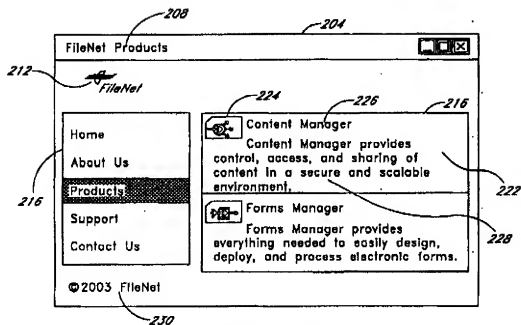 208
204
FileNet Products
212
FileNet
224
226
216
Home
About Us
Products
Support
Contact Us
216
Content Manager
Content Manager provides
control, access, and sharing of
content in a secure and scalable
environment.
222
Forms Manager
Forms Manager provides
everything needed to easily design,
deploy, and process electronic forms.
228
©2003 FileNet
230